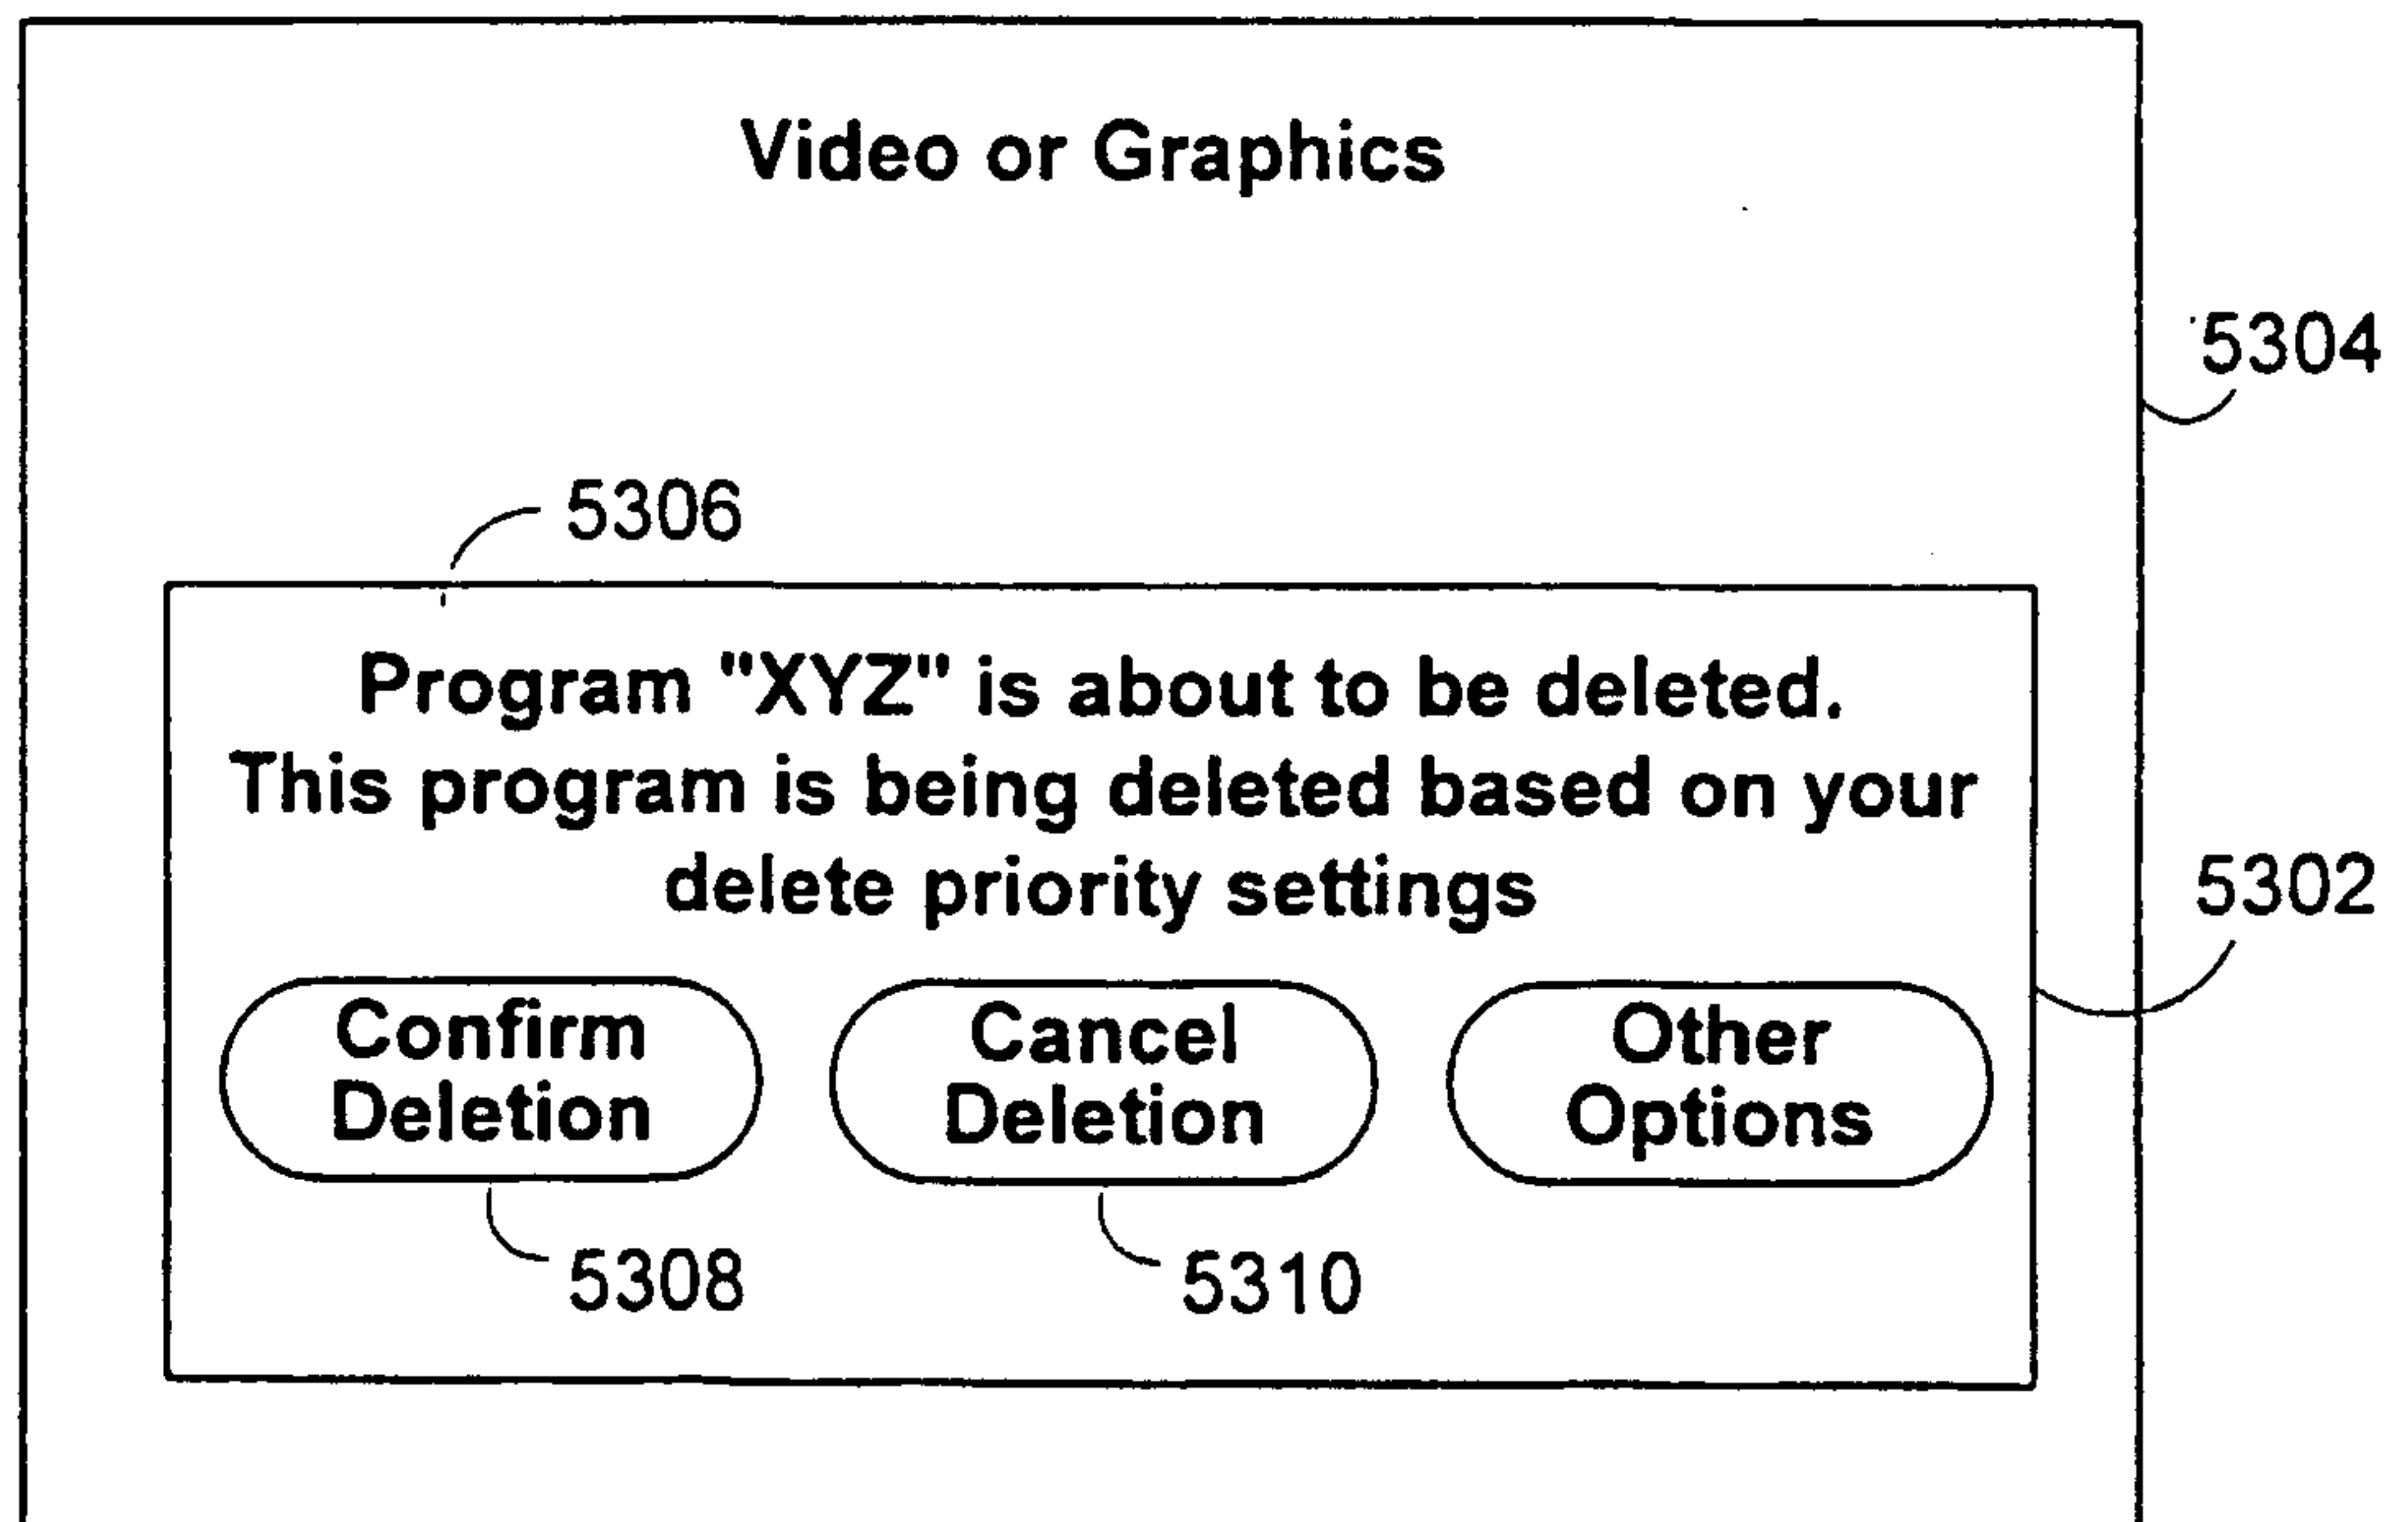 Video or Graphics
5304
5306
Program "XYZ" is about to be deleted.
This program is being deleted based on your
delete priority settings
5302
Confirm
Deletion
Cancel
Deletion
Other
Options
5308
5310